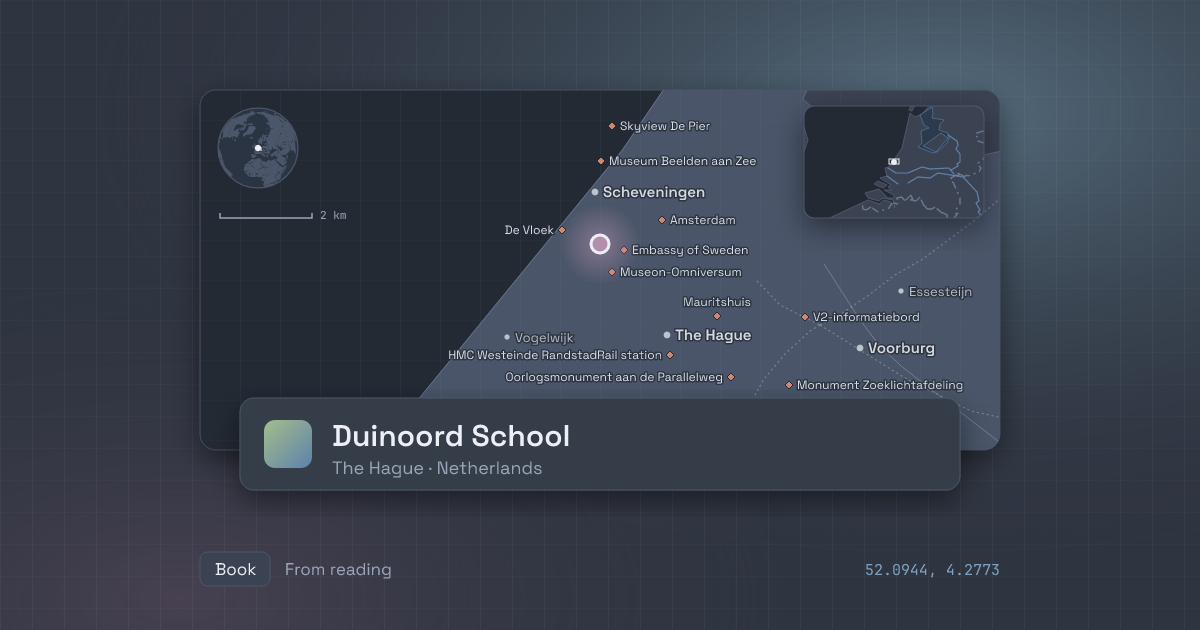 Skyview De Pier
Museum Beelden aan Zee
Scheveningen
2 km
Amsterdam
De Vloek
Embassy of Sweden
Museon-Omniversum
Essesteijn
Mauritshuis
V2-informatiebord
Vogelwijk
The Hague
Voorburg
HMC Westeinde RandstadRail station
Oorlogsmonument aan de Parallelweg
Monument Zoeklichtafdeling
Duinoord School
The Hague · Netherlands
Book
From reading
52.0944, 4.2773